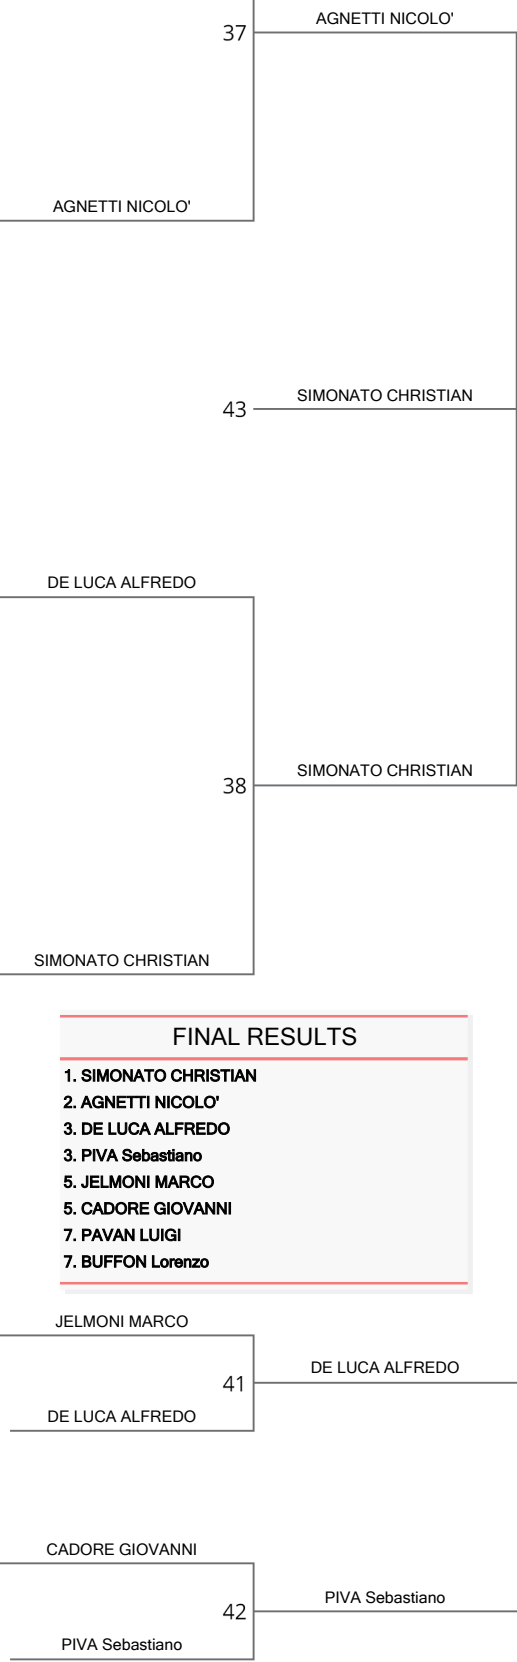 AGNETTI NICOLO'
37
AGNETTI NICOLO'
SIMONATO CHRISTIAN
43
DE LUCA ALFREDO
SIMONATO CHRISTIAN
38
SIMONATO CHRISTIAN
FINAL RESULTS
1. SIMONATO CHRISTIAN
2. AGNETTI NICOLO'
3. DE LUCA ALFREDO
3. PIVA Sebastiano
5. JELMONI MARCO
5. CADORE GIOVANNI
7. PAVAN LUIGI
7. BUFFON Lorenzo
JELMONI MARCO
DE LUCA ALFREDO
41
DE LUCA ALFREDO
CADORE GIOVANNI
PIVA Sebastiano
42
PIVA Sebastiano